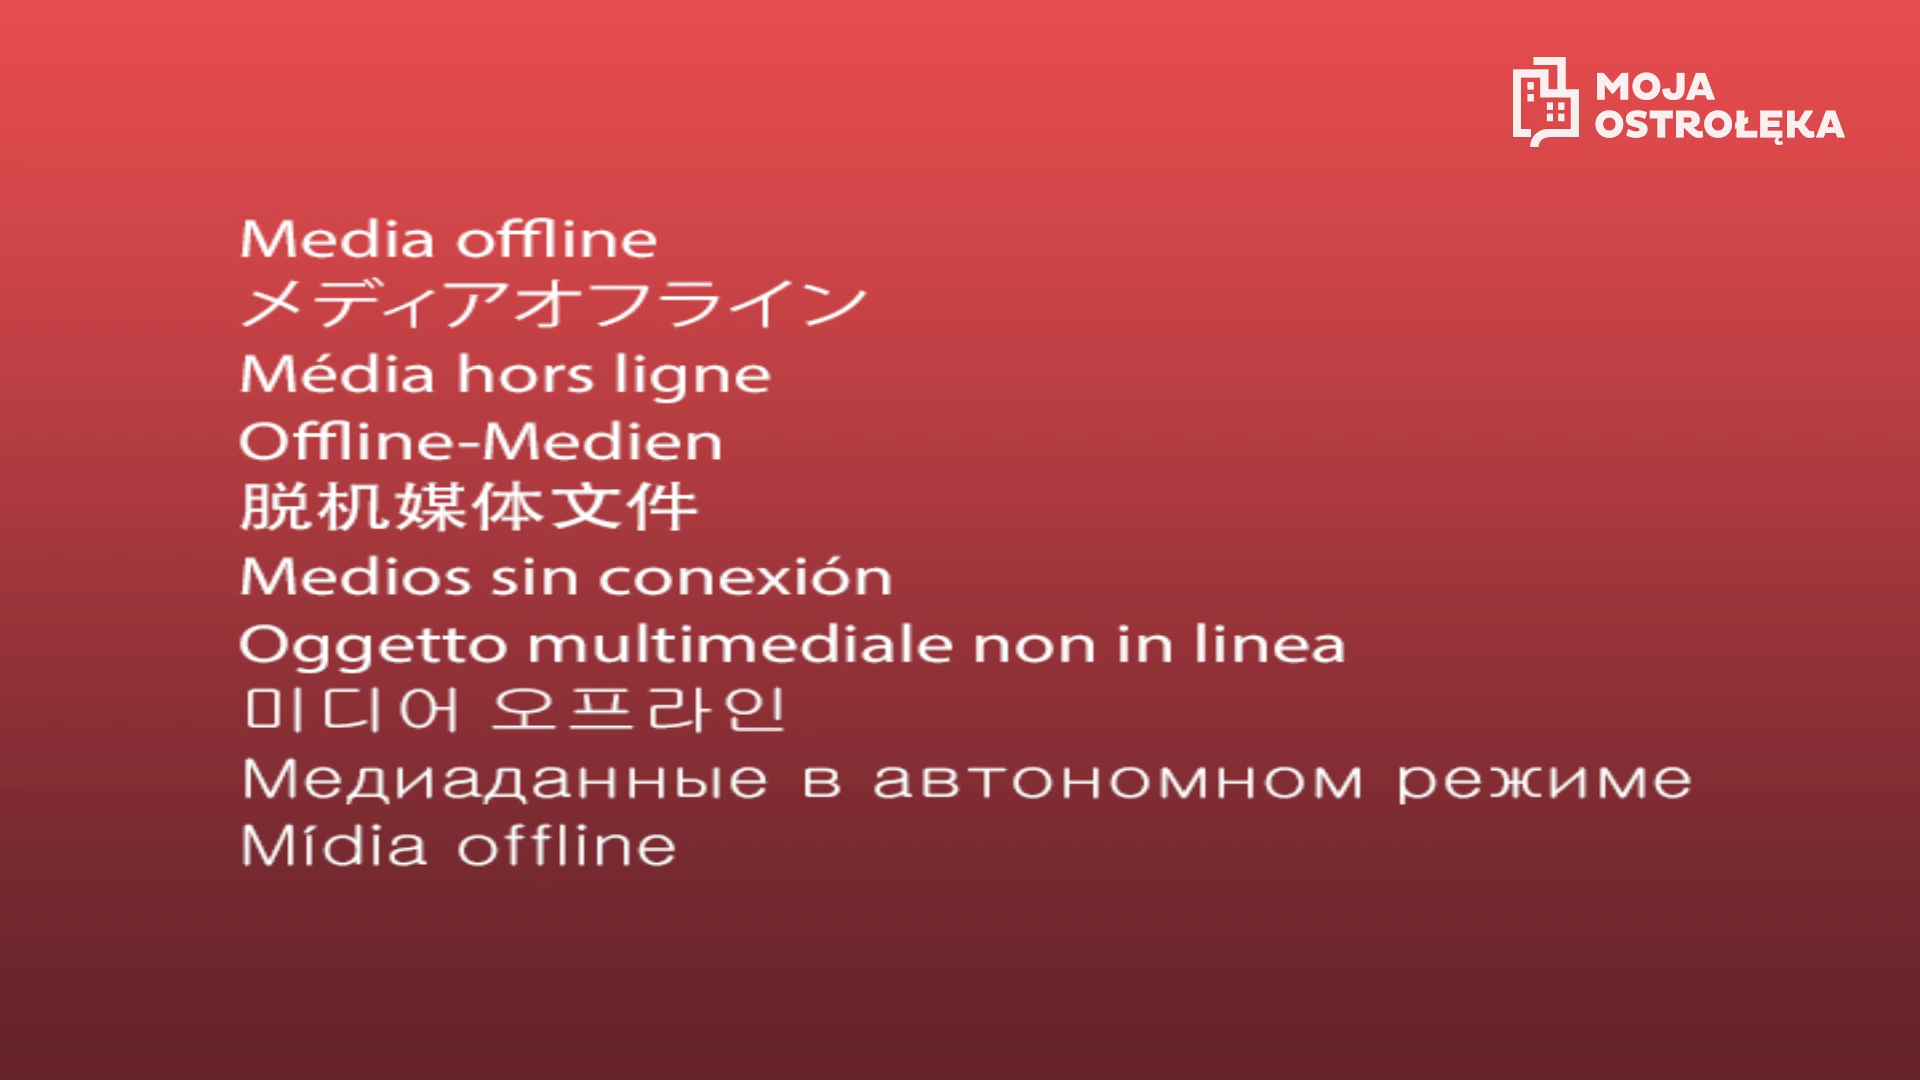 MOJA
OSTROŁĘKA
Media offline
メディアオフライン
Média hors ligne
Offline-Medien
脱机媒体文件
Medios sin conexión
Oggetto multimediale non in linea
미디어 오프라인
Медиаданные в автономном режиме
Mídia offline